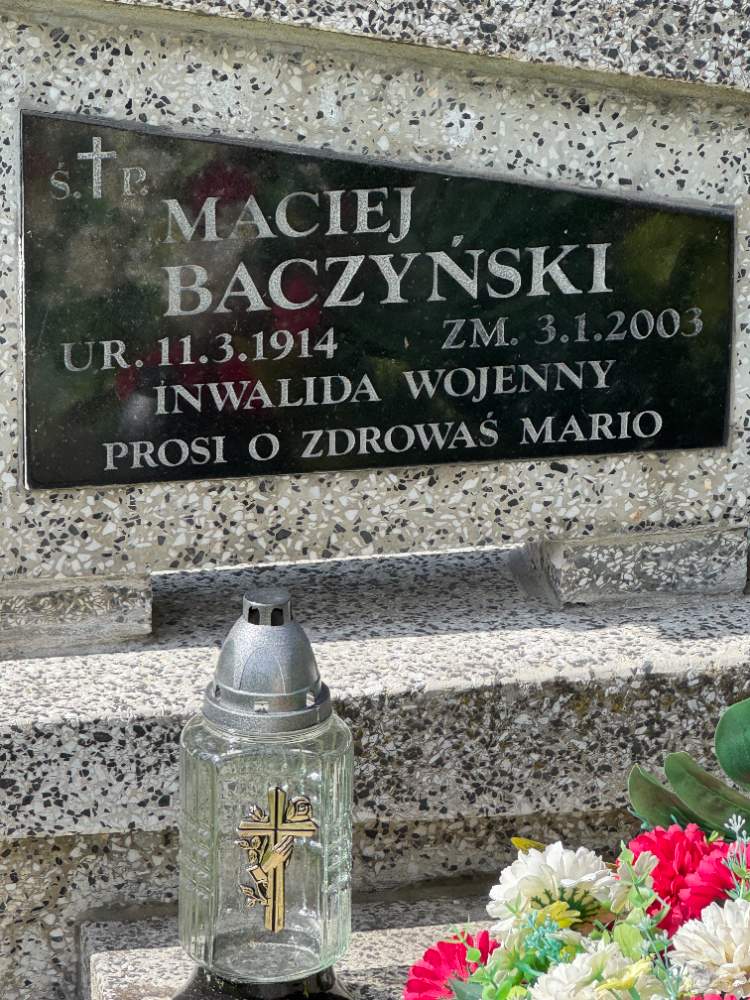 Ś. P.
MACIEJ
BACZYŃSKI
UR. 11.3.1914 ZM. 3.1.2003
INWALIDA WOJENNY
PROSI O ZDROWAŚ MARIO